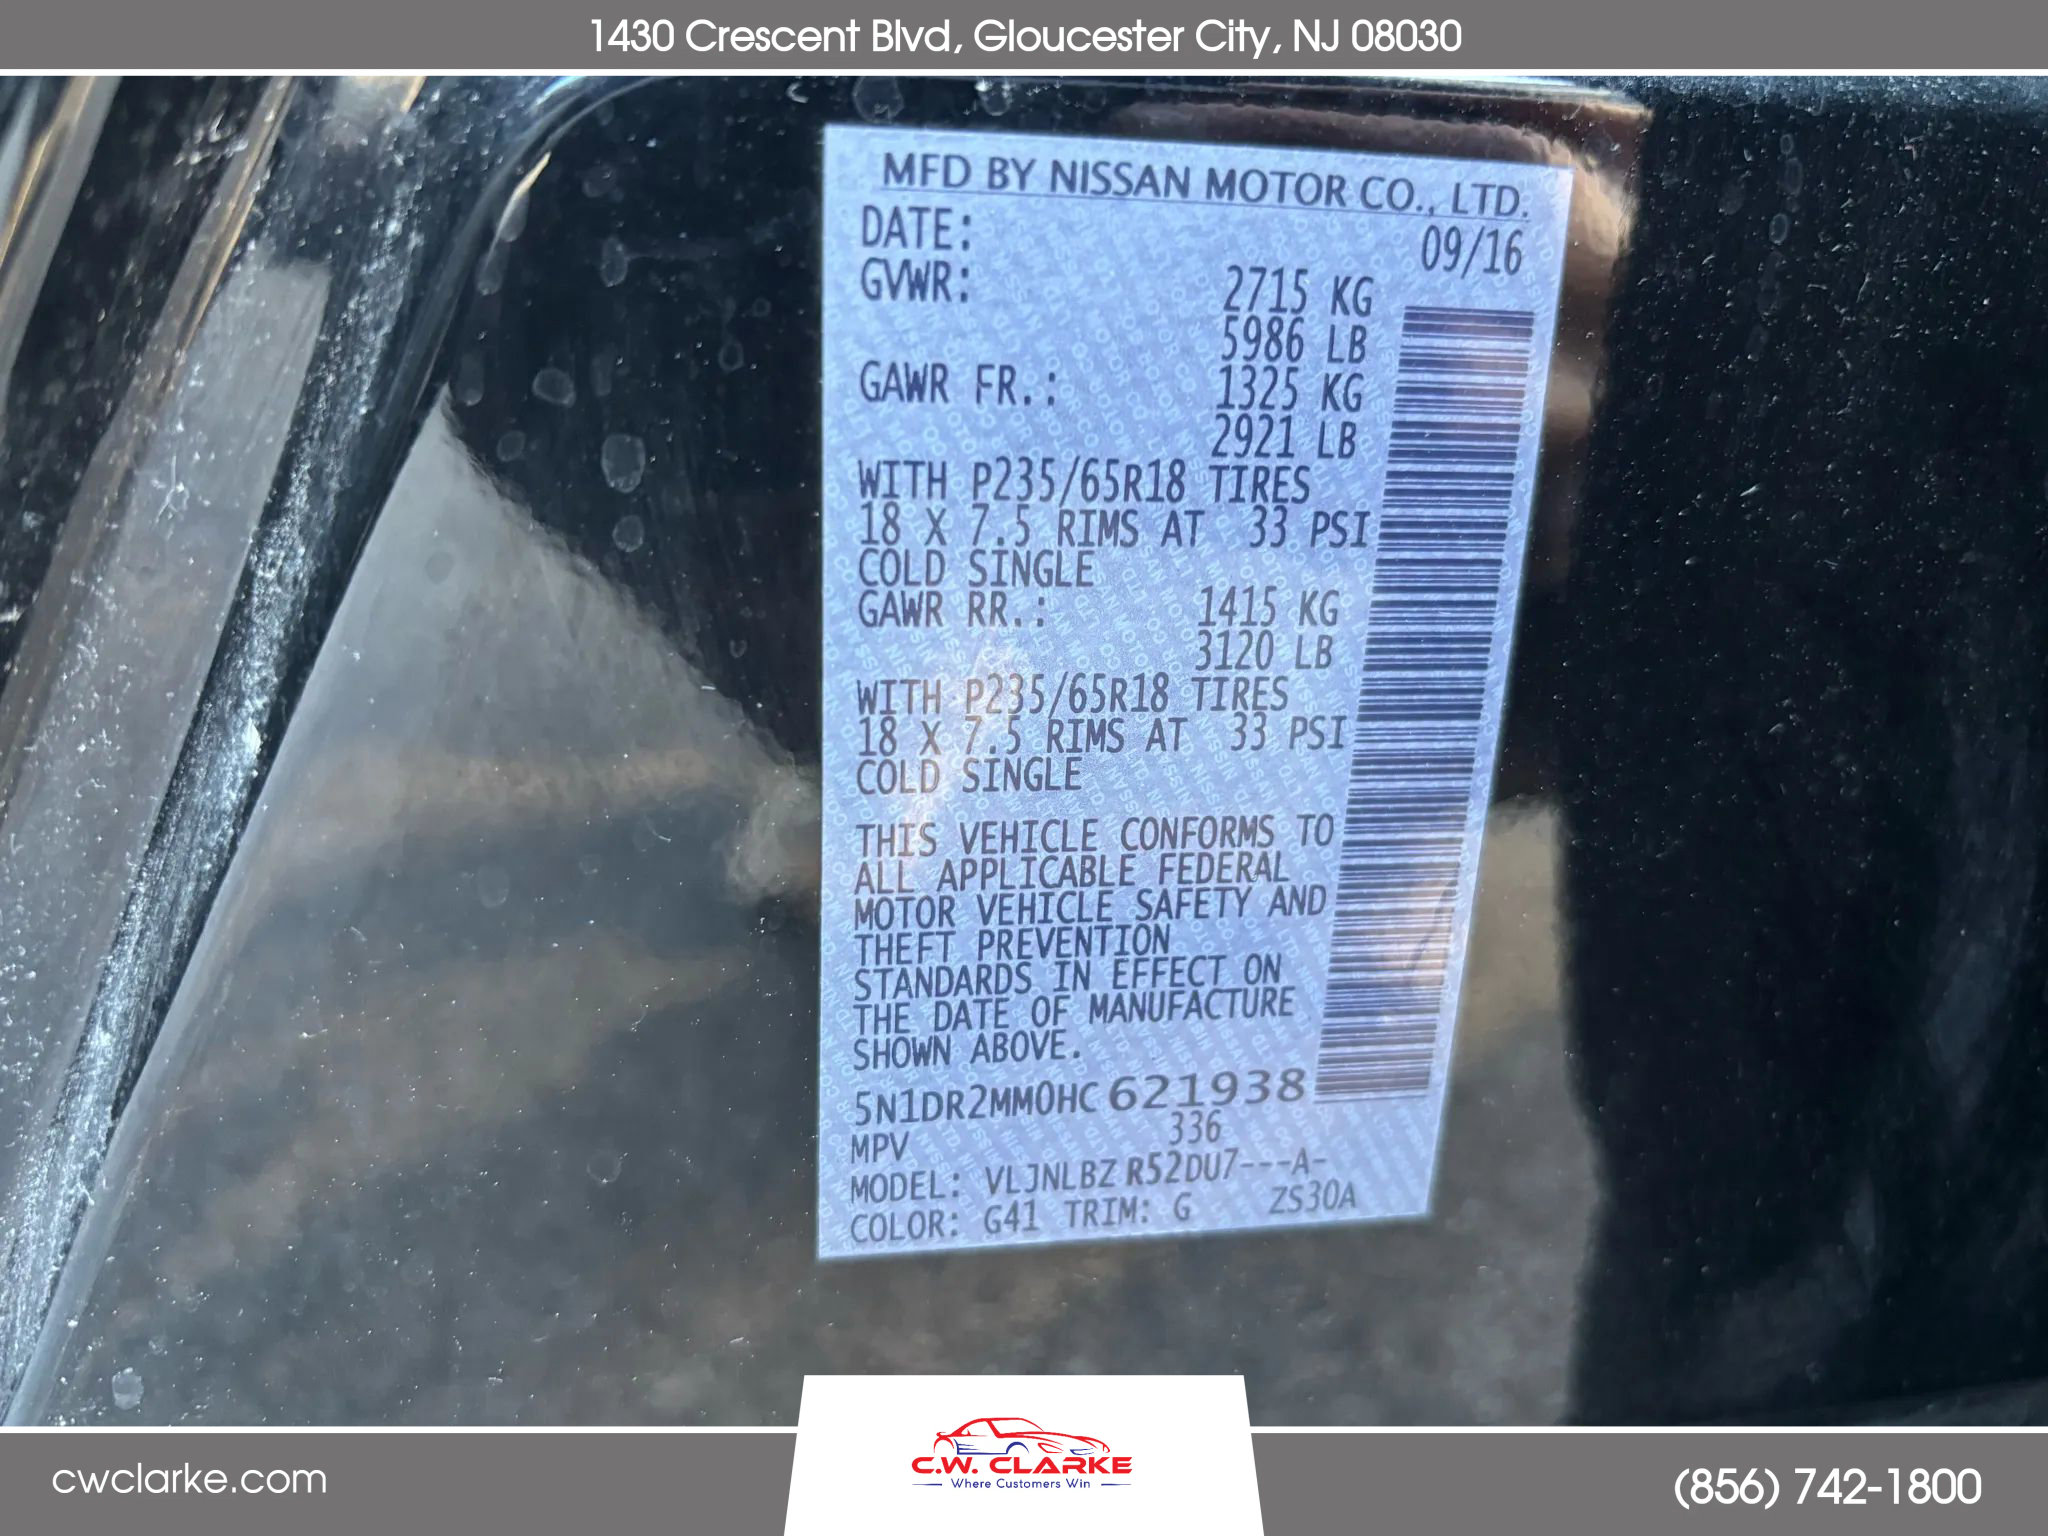 1430 Crescent Blvd, Gloucester City, NJ 08030
MFD BY NISSAN MOTOR CO., LTD.
DATE: 09/16
GVWR: 2715 KG
5986 LB
GAWR FR.: 1325 KG
2921 LB
WITH P235/65R18 TIRES
18 X 7.5 RIMS AT 33 PSI
COLD SINGLE
GAWR RR.: 1415 KG
3120 LB
WITH P235/65R18 TIRES
18 X 7.5 RIMS AT 33 PSI
COLD SINGLE
THIS VEHICLE CONFORMS TO
ALL APPLICABLE FEDERAL
MOTOR VEHICLE SAFETY AND
THEFT PREVENTION
STANDARDS IN EFFECT ON
THE DATE OF MANUFACTURE
SHOWN ABOVE.
5N1DR2MM0HC621938
MPV 336
MODEL: VLJNLBZ R52DU7---A-
COLOR: G41 TRIM: G ZS30A
C.W. CLARKE
Where Customers Win
cwclarke.com
(856) 742-1800